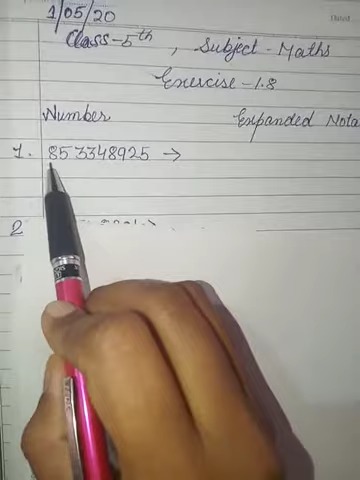 1/05/20
Class-5th, Subject-Maths
Exercise-1.8
Number Expanded Nota
1. 853348925 →
2